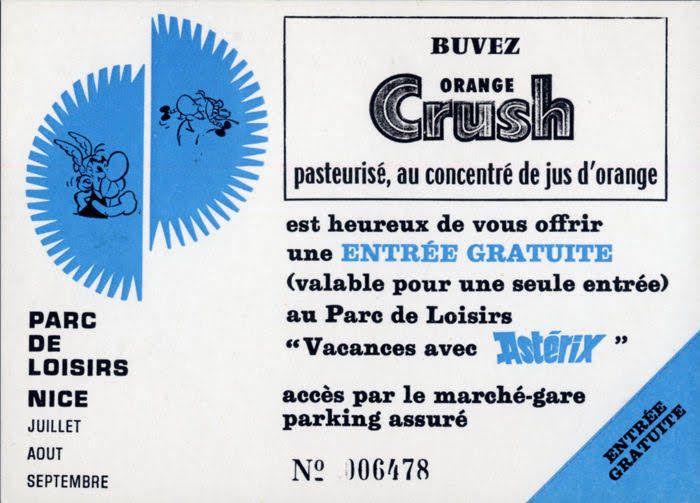 BUVEZ
ORANGE
Crush
pasteurisé, au concentré de jus d'orange
est heureux de vous offrir
une ENTRÉE GRATUITE
(valable pour une seule entrée)
au Parc de Loisirs
“Vacances avec Astérix”
accès par le marché-gare
parking assuré
Nº 006478
PARC
DE
LOISIRS
NICE
JUILLET
AOUT
SEPTEMBRE
ENTRÉE
GRATUITE